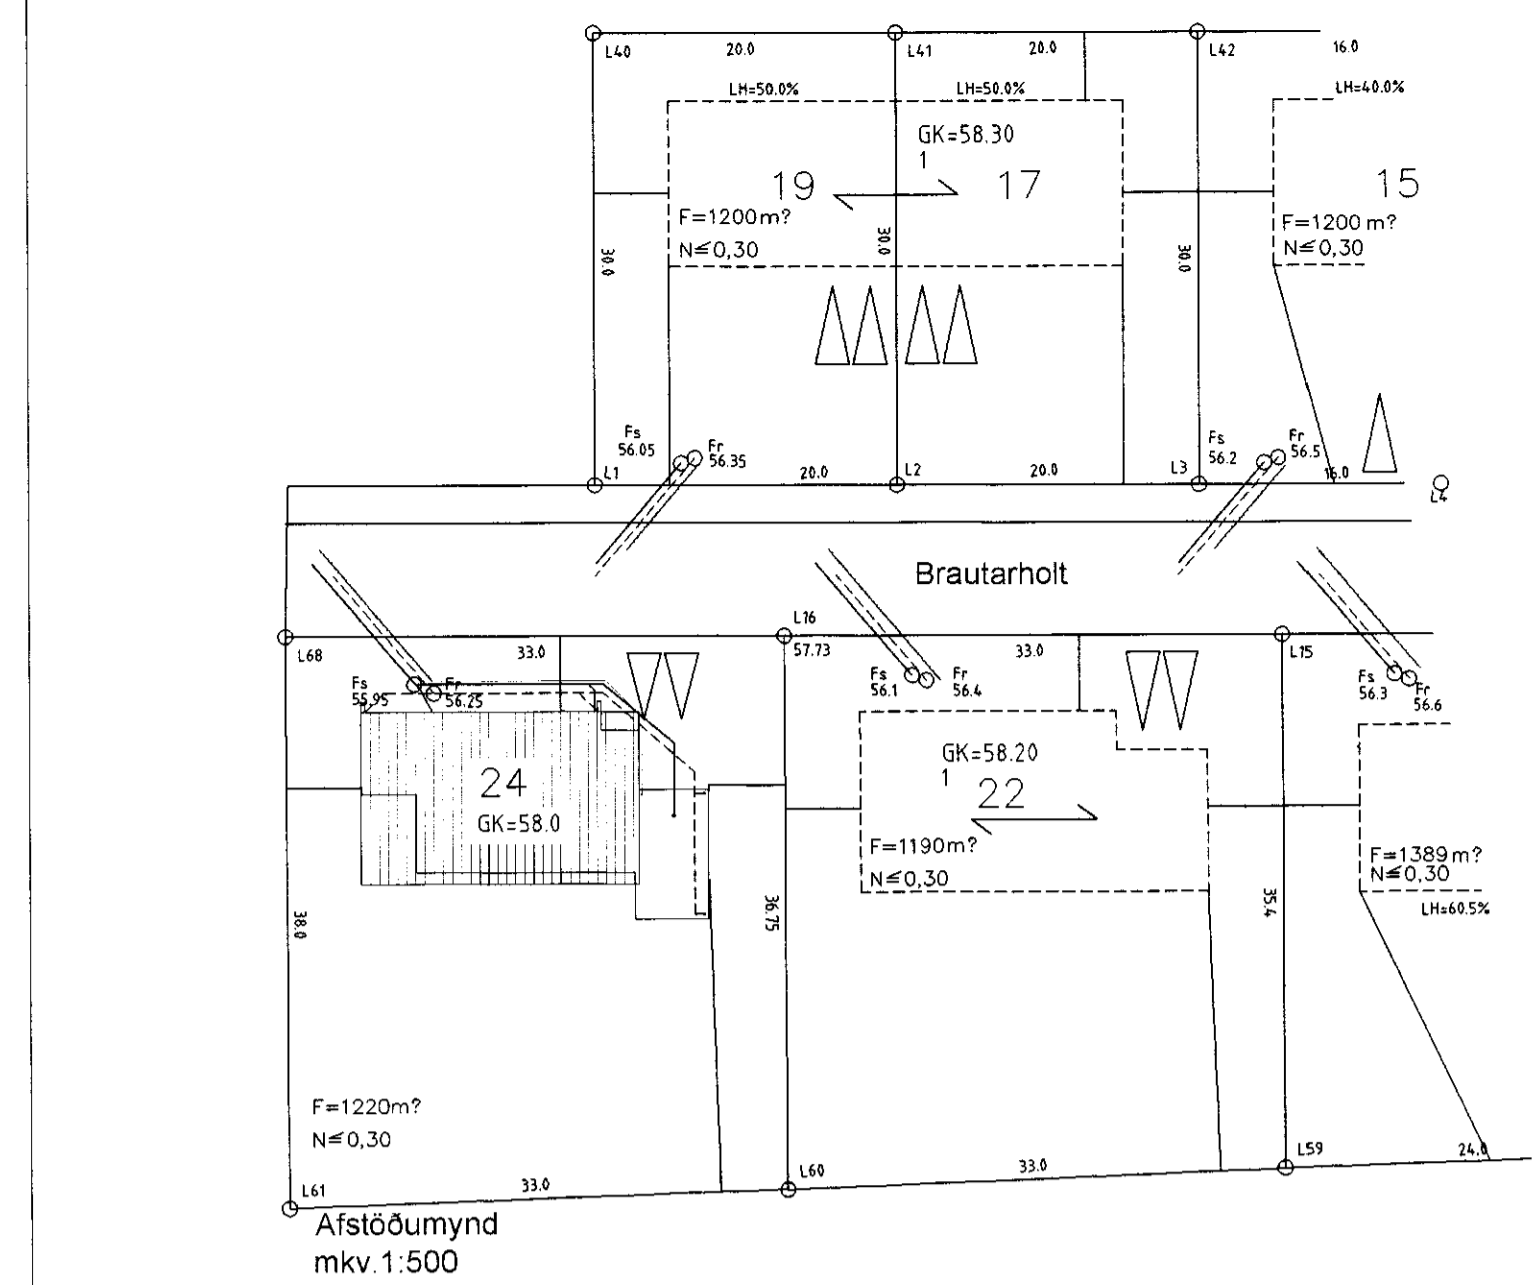 L40
20.0
L41
20.0
L42
16.0
LH=50.0%
LH=50.0%
LH=40.0%
GK=58.30
1
19
17
15
F=1200m?
N≤0,30
F=1200m?
N≤0,30
30.0
30.0
30.0
Fs
56.05
Fr
56.35
Fs
56.2
Fr
56.5
L1
20.0
L2
20.0
L3
16.0
L4
Brautarholt
L68
33.0
L16
57.73
33.0
L15
Fs
55.95
Fr
56.25
Fs
56.1
Fr
56.4
Fs
56.3
Fr
56.6
24
GK=58.0
GK=58.20
1
22
F=1190m?
N≤0,30
F=1389m?
N≤0,30
LH=60.5%
38.0
36.75
35.4
F=1220m?
N≤0,30
L61
33.0
L60
33.0
L59
24.0
Afstöðumynd
mkv.1:500